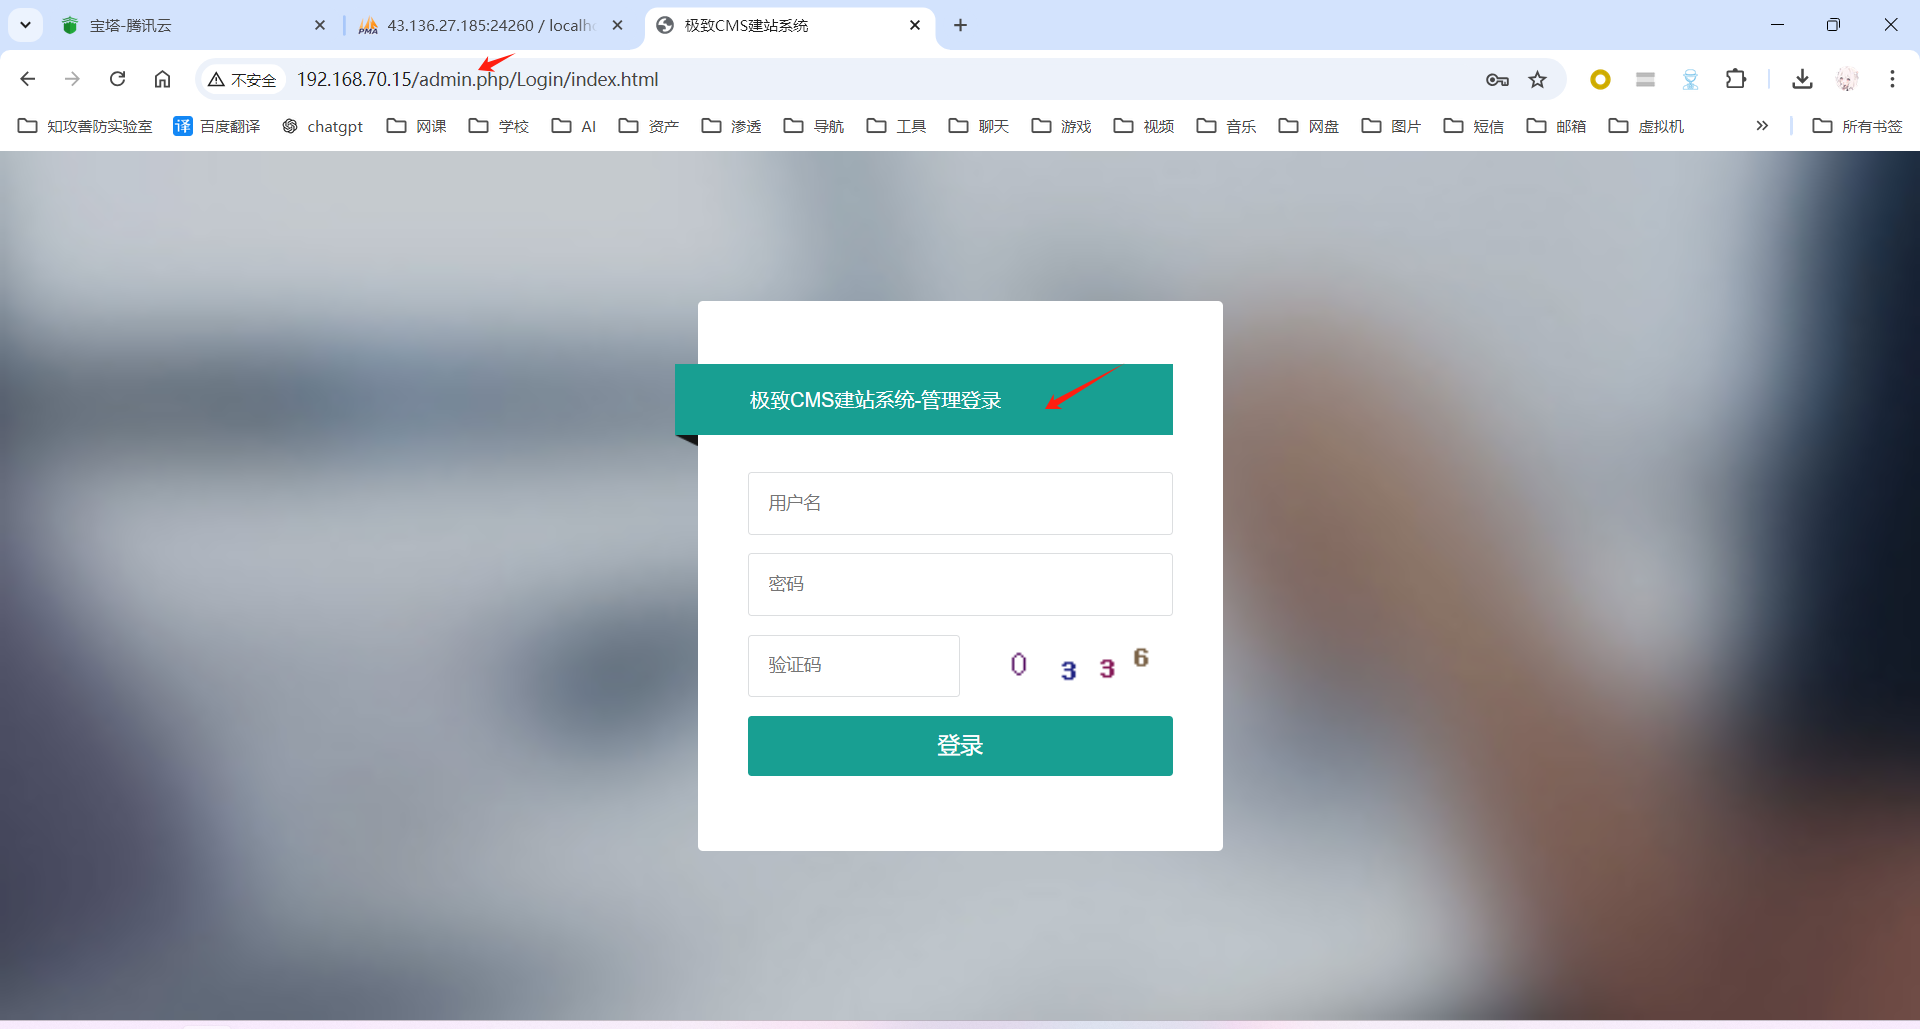 宝塔-腾讯云
43.136.27.185:24260 / localh
极致CMS建站系统
不安全
192.168.70.15/admin.php/Login/index.html
知攻善防实验室
译 百度翻译
chatgpt
网课
学校
AI
资产
渗透
导航
工具
聊天
游戏
视频
音乐
网盘
图片
短信
邮箱
虚拟机
所有书签
极致CMS建站系统-管理登录
用户名
密码
验证码
0 3 3 6
登录